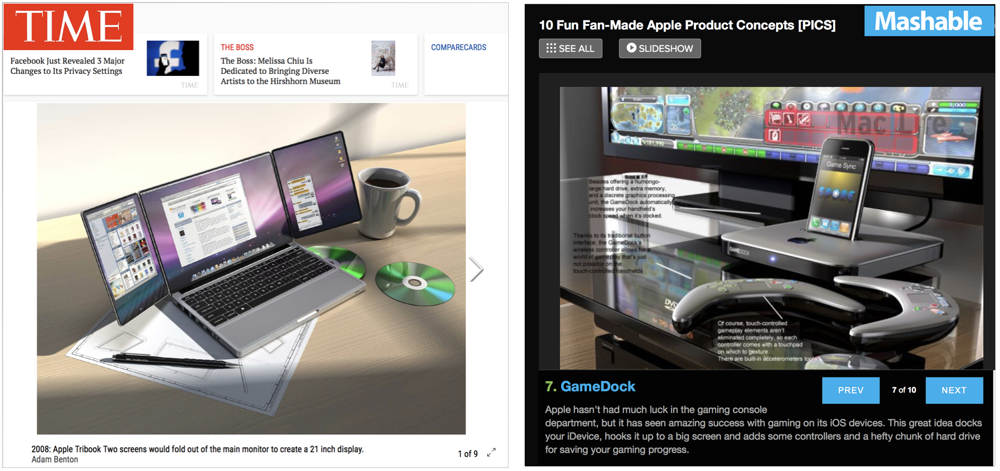 TIME
Facebook Just Revealed 3 Major
Changes to Its Privacy Settings
TIME
THE BOSS
The Boss: Melissa Chiu Is
Dedicated to Bringing Diverse
Artists to the Hirshhorn Museum
TIME
COMPARECARDS
2008: Apple Tribook Two screens would fold out of the main monitor to create a 21 inch display.
Adam Benton
1 of 9
10 Fun Fan-Made Apple Product Concepts [PICS]
Mashable
SEE ALL
SLIDESHOW
3,000
Mac Life
181,990
Game Sync
SPORE
Besides offering a humongo-
large hard drive, extra memory,
and a discrete graphics processing
unit, the GameDock automatically
increases your handheld's
clock speed when it's docked.
Thanks to its traditional button
interface, the GameDock's
wireless controller allows for a
world of gameplay that's just
not possible on the
touch-controlled handhelds
GAMEDOCK
DVD
Of course, touch-controlled
gameplay elements aren't
eliminated completely, so each
controller comes with a touchpad
on which to gesture.
There are built-in accelerometers too!
7. GameDock
PREV
7 of 10
NEXT
Apple hasn't had much luck in the gaming console
department, but it has seen amazing success with gaming on its iOS devices. This great idea docks
your iDevice, hooks it up to a big screen and adds some controllers and a hefty chunk of hard drive
for saving your gaming progress.